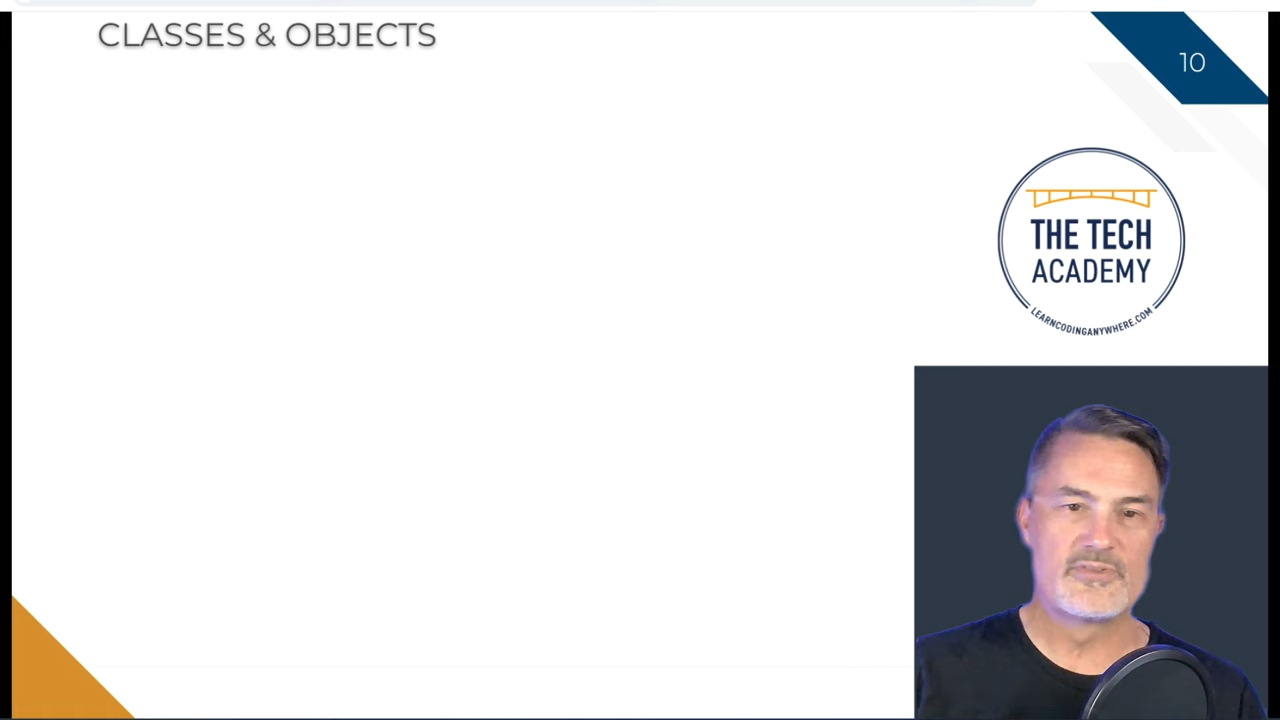 CLASSES & OBJECTS
10
THE TECH
ACADEMY
LEARNCODINGANYWHERE.COM